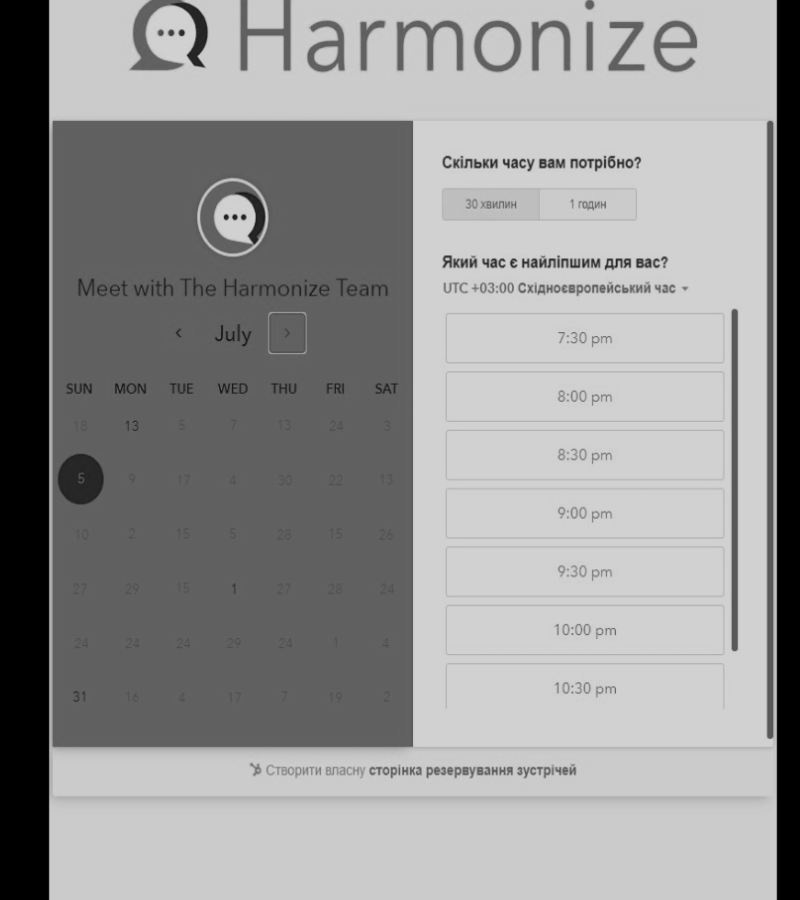 Harmonize
Meet with The Harmonize Team
July
SUN MON TUE WED THU FRI SAT
18 13 5 7 13 24 3
5 9 17 4 30 22 13
10 2 15 5 28 15 26
27 29 15 1 27 28 24
24 24 24 29 24 1 4
31 16 4 17 7 19 2
Скільки часу вам потрібно?
30 хвилин 1 годин
Який час є найліпшим для вас?
UTC +03:00 Східноєвропейський час
7:30 pm
8:00 pm
8:30 pm
9:00 pm
9:30 pm
10:00 pm
10:30 pm
Створити власну сторінка резервування зустрічей